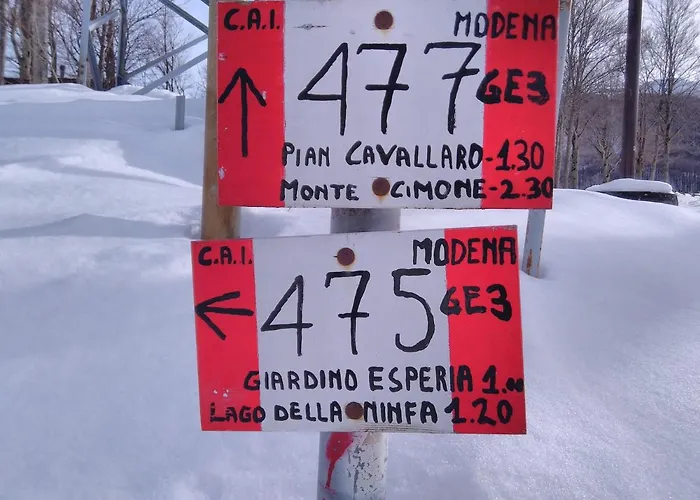 C.A.I. MODENA
477 GE3
PIAN CAVALLARO-1.30
MONTE CIMONE-2.30
C.A.I. MODENA
475 GE3
GIARDINO ESPERIA 1.00
LAGO DELLA NINFA 1.20